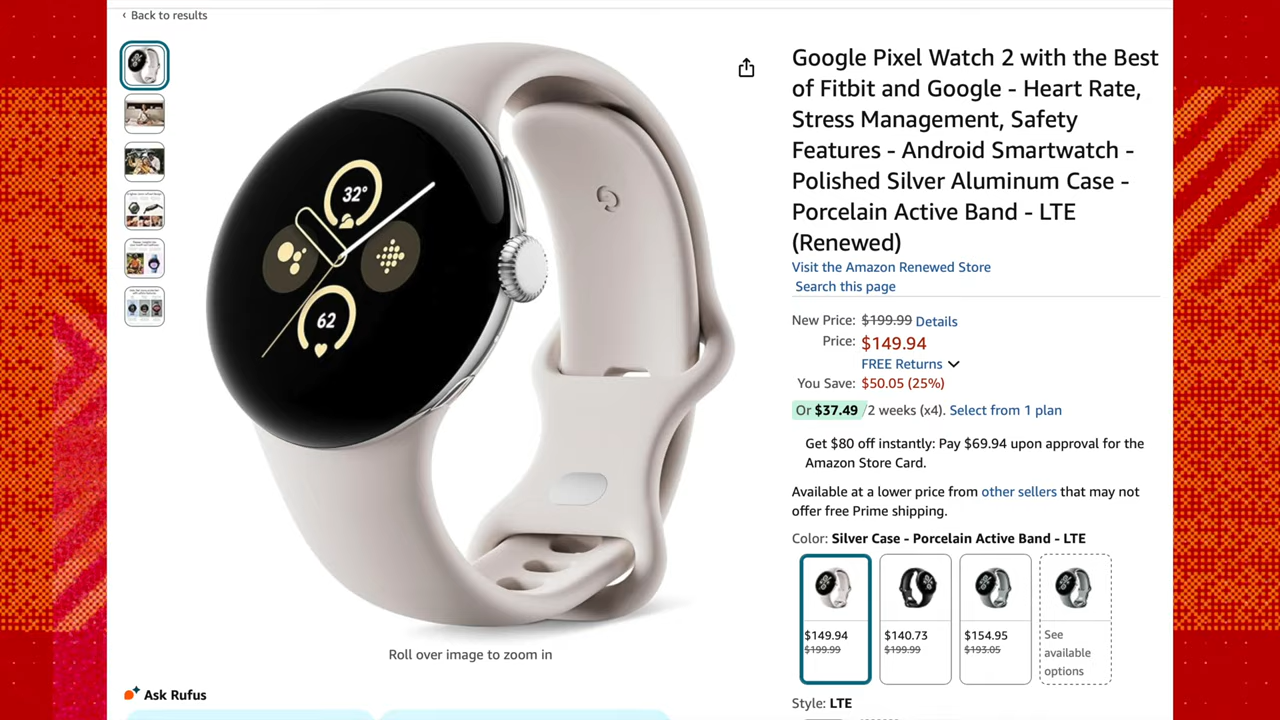 ‹ Back to results
Google Pixel Watch 2 with the Best
of Fitbit and Google - Heart Rate,
Stress Management, Safety
Features - Android Smartwatch -
Polished Silver Aluminum Case -
Porcelain Active Band - LTE
(Renewed)
Visit the Amazon Renewed Store
Search this page
New Price: $199.99 Details
Price: $149.94
FREE Returns
You Save: $50.05 (25%)
Or $37.49 /2 weeks (x4). Select from 1 plan
Get $80 off instantly: Pay $69.94 upon approval for the
Amazon Store Card.
Available at a lower price from other sellers that may not
offer free Prime shipping.
Color: Silver Case - Porcelain Active Band - LTE
$149.94
$199.99
$140.73
$199.99
$154.95
$193.05
See
available
options
Style: LTE
32°
62
Roll over image to zoom in
Ask Rufus